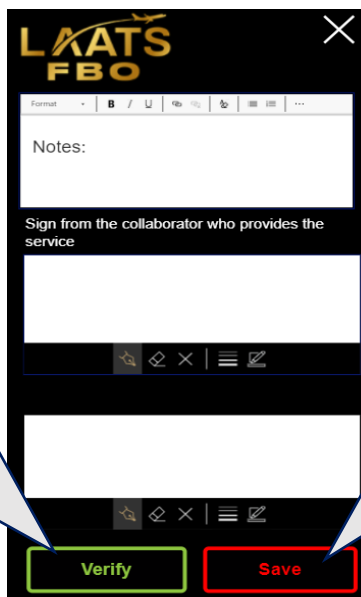 LAATS
FBO
Format B I U ...
Notes:
Sign from the collaborator who provides the
service
Verify Save